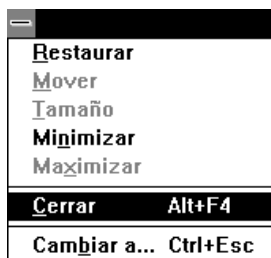 Restaurar
Mover
Tamaño
Minimizar
Maximizar
Cerrar Alt+F4
Cambiar a... Ctrl+Esc